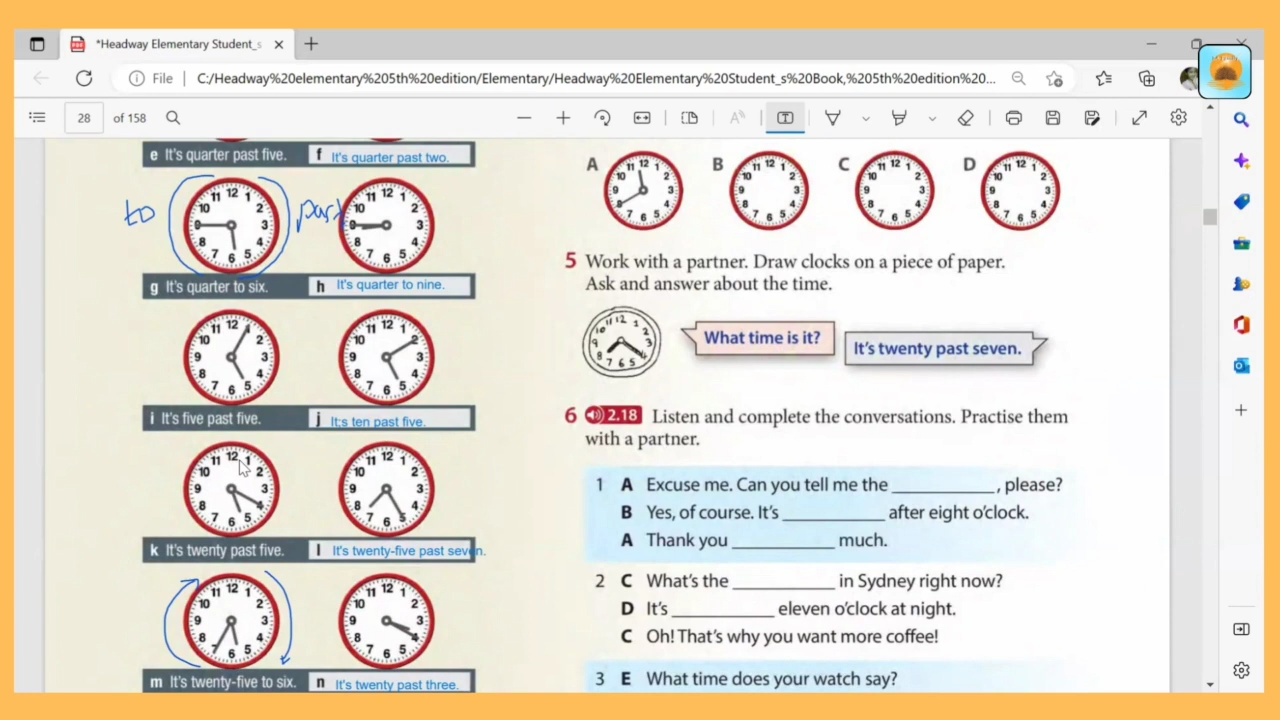 *Headway Elementary Student_s
File
C:/Headway%20elementary%205th%20edition/Elementary/Headway%20Elementary%20Student_s%20Book,%205th%20edition%20...
28 of 158
e It's quarter past five.
f It's quarter past two.
to
past
g It's quarter to six.
h It's quarter to nine.
i It's five past five.
j It;s ten past five.
k It's twenty past five.
l It's twenty-five past seven.
m It's twenty-five to six.
n It's twenty past three.
A B C D
5 Work with a partner. Draw clocks on a piece of paper.
Ask and answer about the time.
What time is it?
It's twenty past seven.
6 2.18 Listen and complete the conversations. Practise them
with a partner.
1 A Excuse me. Can you tell me the __________, please?
B Yes, of course. It's __________ after eight o'clock.
A Thank you __________ much.
2 C What's the __________ in Sydney right now?
D It's __________ eleven o'clock at night.
C Oh! That's why you want more coffee!
3 E What time does your watch say?